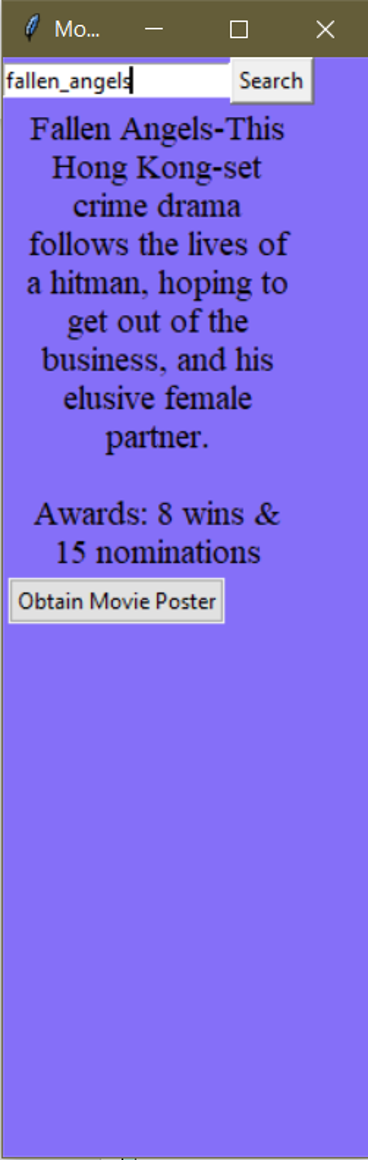 Mo...
fallen_angels
Search
Fallen Angels-This
Hong Kong-set
crime drama
follows the lives of
a hitman, hoping to
get out of the
business, and his
elusive female
partner.
Awards: 8 wins &
15 nominations
Obtain Movie Poster